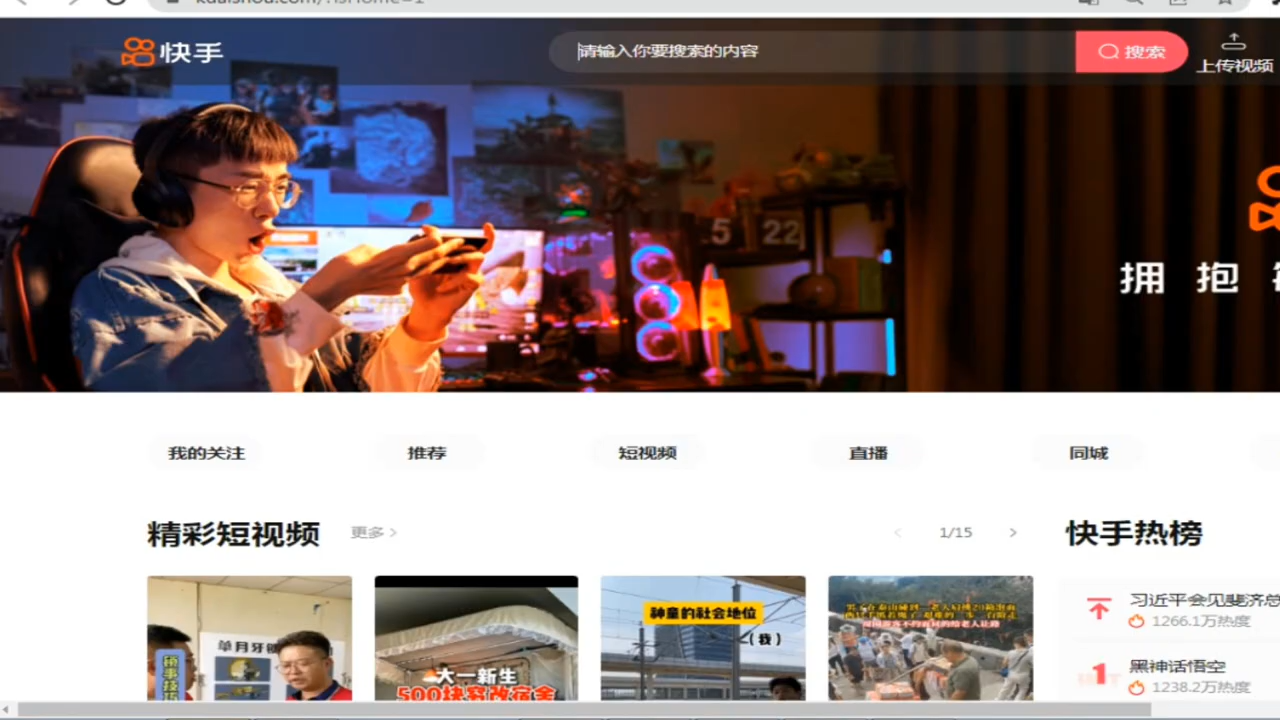 快手
请输入你要搜索的内容
搜索
上传视频
5 22
拥 抱
我的关注
推荐
短视频
直播
同城
精彩短视频
更多 >
1/15
快手热榜
单月牙
大一新生
500块穷改宿舍
神童的社会地位
(我)
习近平会见斐济总
1266.1万热度
1
黑神话悟空
1238.2万热度